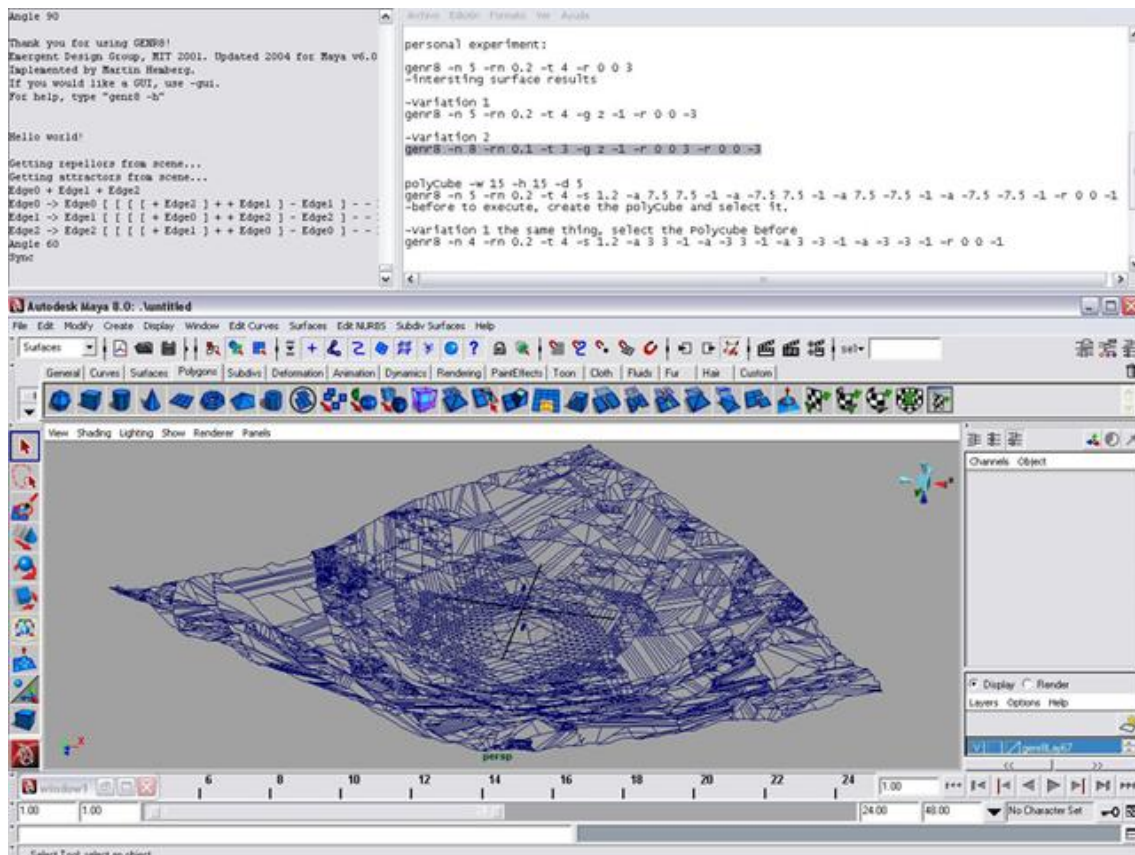 Angle 90
Thank you for using GENR8!
Emergent Design Group, MIT 2001. Updated 2004 for Maya v6.0
Implemented by Martin Hemberg.
If you would like a GUI, use -gui.
For help, type "genr8 -h"
Hello world!
Getting repellors from scene...
Getting attractors from scene...
Edge0 + Edge1 + Edge2
Edge0 -> Edge0 [ [ [ [ + Edge2 ] + + Edge1 ] - Edge1 ] - -
Edge1 -> Edge1 [ [ [ [ + Edge0 ] + + Edge2 ] - Edge2 ] - -
Edge2 -> Edge2 [ [ [ [ + Edge1 ] + + Edge0 ] - Edge0 ] - -
Angle 60
Sync
Archivo Edición Formato Ver Ayuda
personal experiment:
genr8 -n 5 -rn 0.2 -t 4 -r 0 0 3
-intersting surface results
-variation 1
genr8 -n 5 -rn 0.2 -t 4 -g z -1 -r 0 0 -3
-variation 2
genr8 -n 8 -rn 0.1 -t 3 -g z -1 -r 0 0 3 -r 0 0 -3
polyCube -w 15 -h 15 -d 5
genr8 -n 5 -rn 0.2 -t 4 -s 1.2 -a 7.5 7.5 -1 -a -7.5 7.5 -1 -a 7.5 -7.5 -1 -a -7.5 -7.5 -1 -r 0 0 -1
-before to execute, create the polyCube and select it.
-variation 1 the same thing, select the Polycube before
genr8 -n 4 -rn 0.2 -t 4 -s 1.2 -a 3 3 -1 -a -3 3 -1 -a 3 -3 -1 -a -3 -3 -1 -r 0 0 -1
Autodesk Maya 8.0: .\untitled
File Edit Modify Create Display Window Edit Curves Surfaces Edit NURBS Subdiv Surfaces Help
Surfaces
sel
General Curves Surfaces Polygons Subdivs Deformation Animation Dynamics Rendering PaintEffects Toon Cloth Fluids Fur Hair Custom
View Shading Lighting Show Renderer Panels
Channels Object
persp
x
Display Render
Layers Options Help
V
window1
6 8 10 12 14 16 18 20 22 24
1.00
1.00 1.00 24.00 48.00 No Character Set
Select Tool: select an object